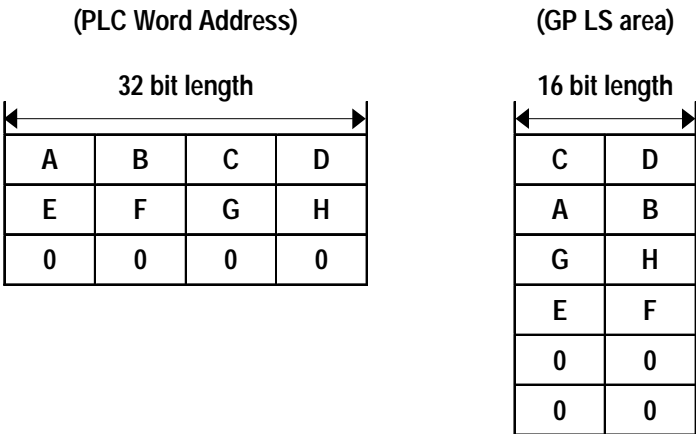 (PLC Word Address)
32 bit length
A B C D
E F G H
0 0 0 0
(GP LS area)
16 bit length
C D
A B
G H
E F
0 0
0 0